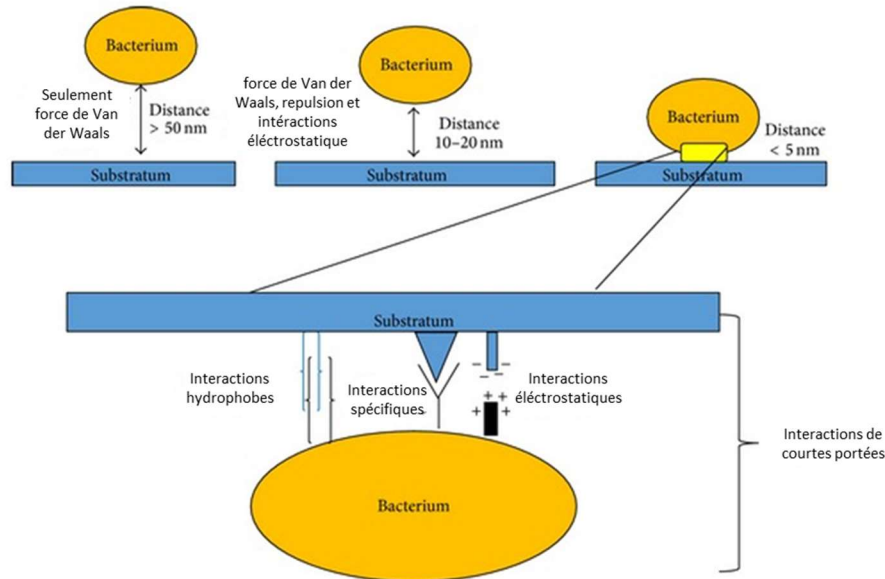 Bacterium
Seulement
force de Van
der Waals
Distance
> 50 nm
Substratum
Bacterium
force de Van der
Waals, repulsion et
intéractions
éléctrostatique
Distance
10–20 nm
Substratum
Bacterium
Distance
< 5 nm
Substratum
Substratum
Interactions
hydrophobes
Interactions
spécifiques
Interactions
éléctrostatiques
− − − −
+ + + +
Bacterium
Interactions de
courtes portées